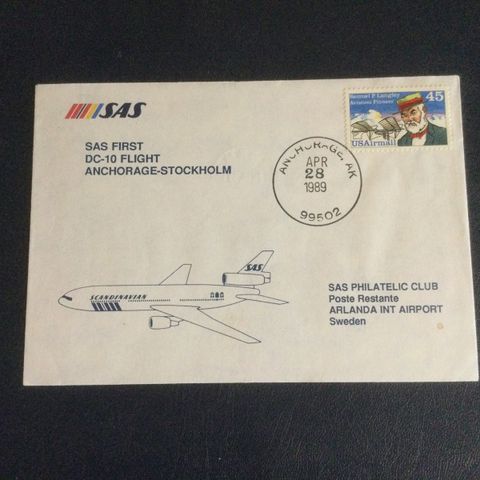 SAS
SAS FIRST
DC-10 FLIGHT
ANCHORAGE-STOCKHOLM
Samuel P. Langley
Aviation Pioneer
45
USAirmail
ANCHORAGE, AK
APR
28
1989
99502
SAS
SCANDINAVIAN
SAS PHILATELIC CLUB
Poste Restante
ARLANDA INT AIRPORT
Sweden